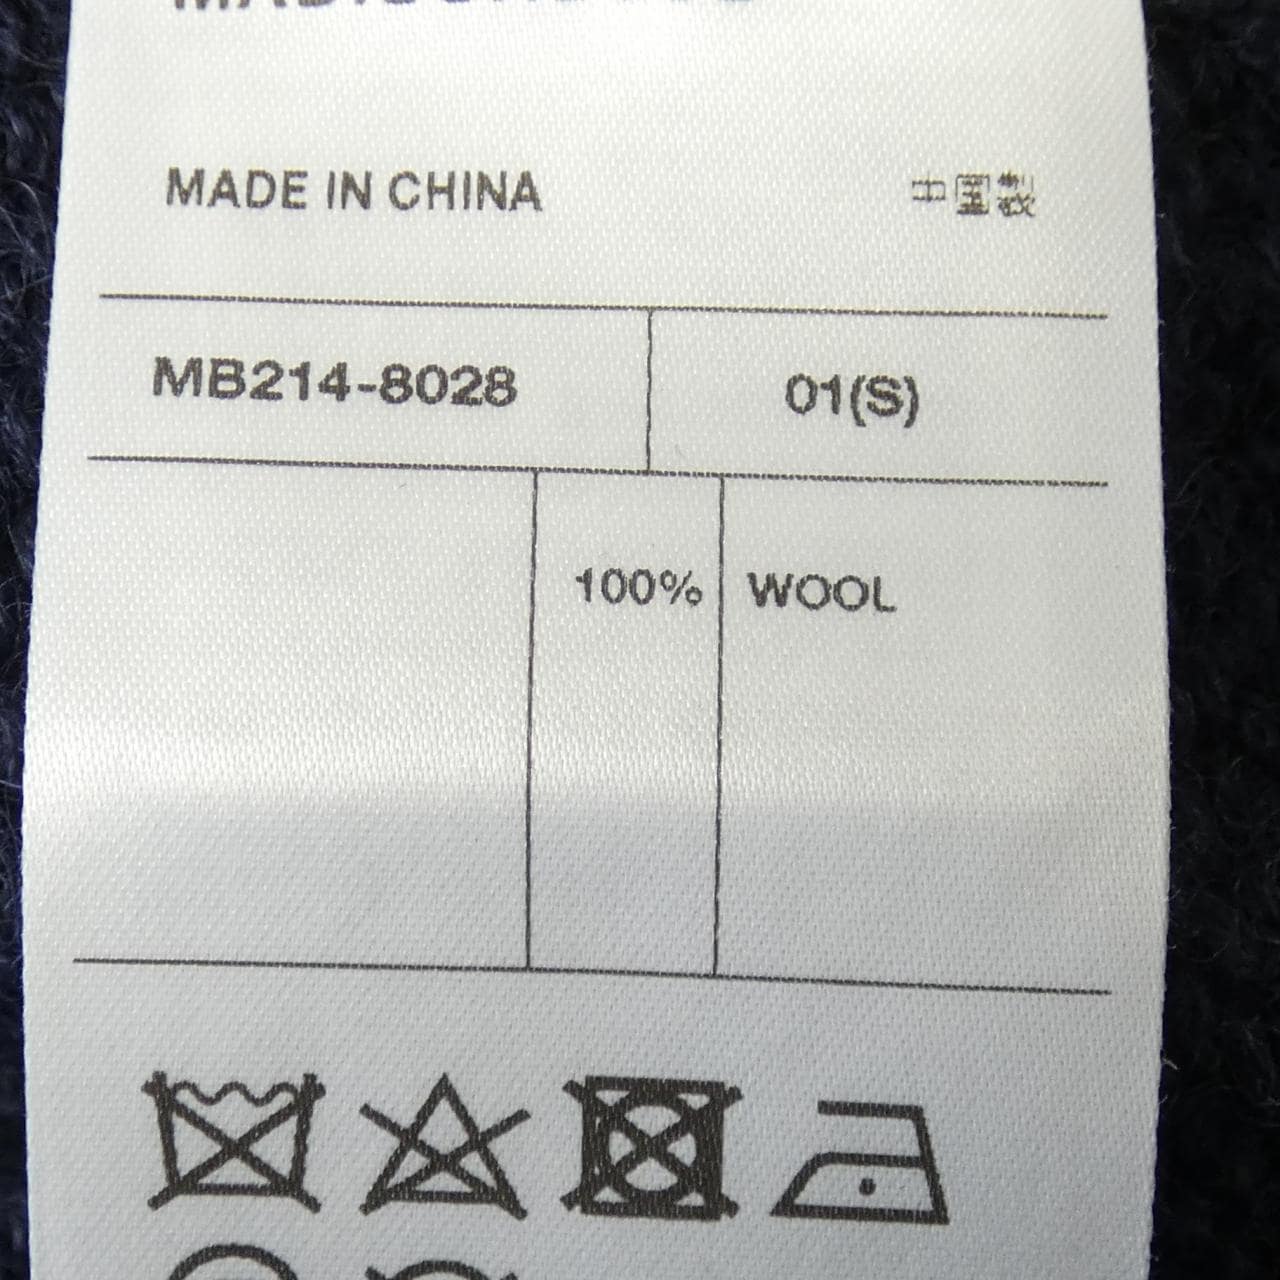 MADE IN CHINA 中国製
MB214-8028 01(S)
100% WOOL